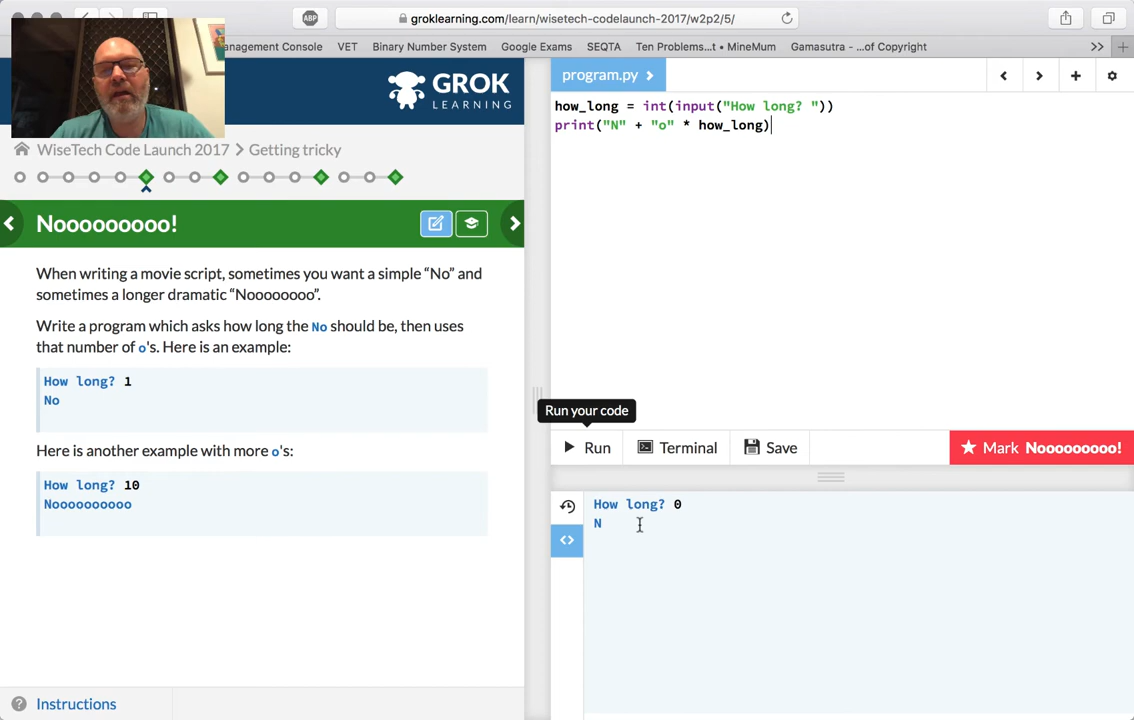 ABP
groklearning.com/learn/wisetech-codelaunch-2017/w2p2/5/
anagement Console
VET
Binary Number System
Google Exams
SEQTA
Ten Problems...t • MineMum
Gamasutra - ...of Copyright
GROK
LEARNING
WiseTech Code Launch 2017 > Getting tricky
Nooooooooo!
When writing a movie script, sometimes you want a simple “No” and
sometimes a longer dramatic “Noooooooo”.
Write a program which asks how long the No should be, then uses
that number of o's. Here is an example:
How long? 1
No
Here is another example with more o's:
How long? 10
Noooooooooo
Instructions
program.py
how_long = int(input("How long? "))
print("N" + "o" * how_long)
Run your code
Run
Terminal
Save
Mark Nooooooooo!
How long? 0
N